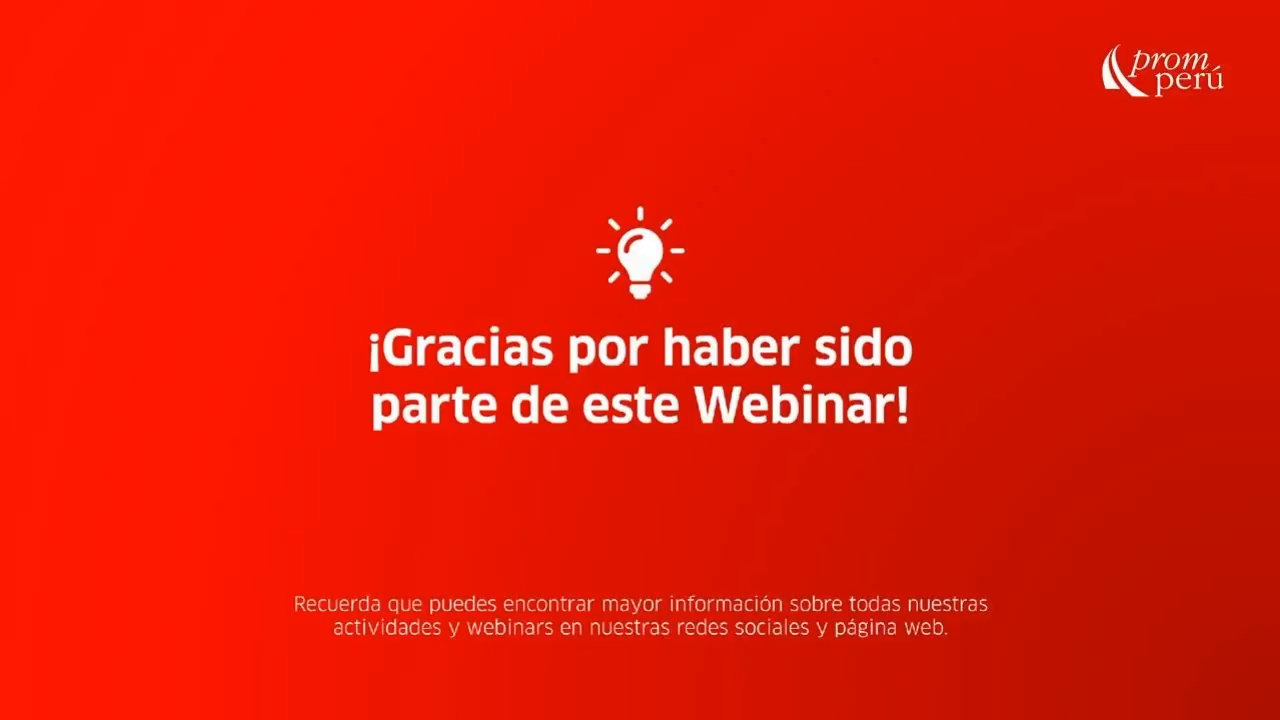 prom
perú
¡Gracias por haber sido
parte de este Webinar!
Recuerda que puedes encontrar mayor información sobre todas nuestras
actividades y webinars en nuestras redes sociales y página web.